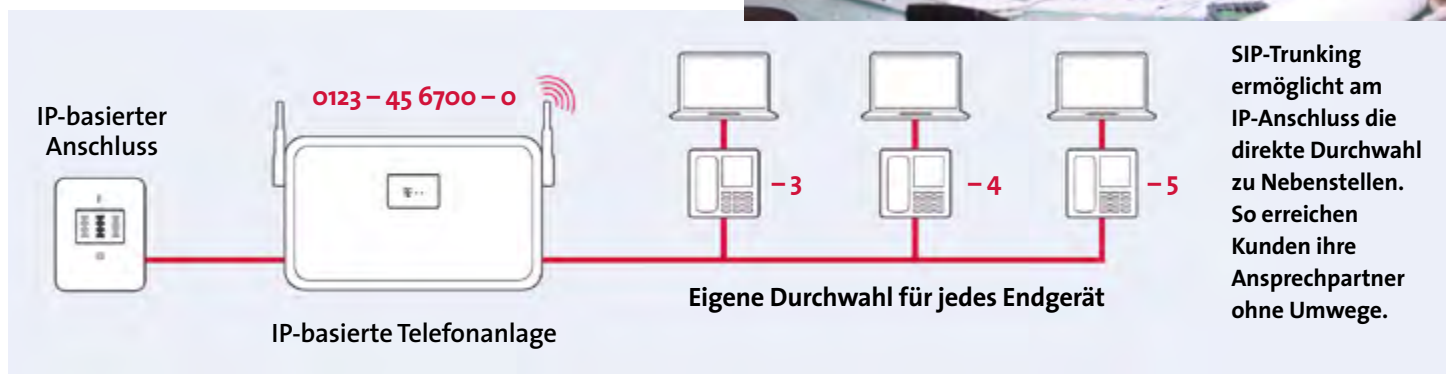 IP-basierter
Anschluss
0123 – 45 6700 – 0
IP-basierte Telefonanlage
– 3
– 4
– 5
Eigene Durchwahl für jedes Endgerät
SIP-Trunking
ermöglicht am
IP-Anschluss die
direkte Durchwahl
zu Nebenstellen.
So erreichen
Kunden ihre
Ansprechpartner
ohne Umwege.